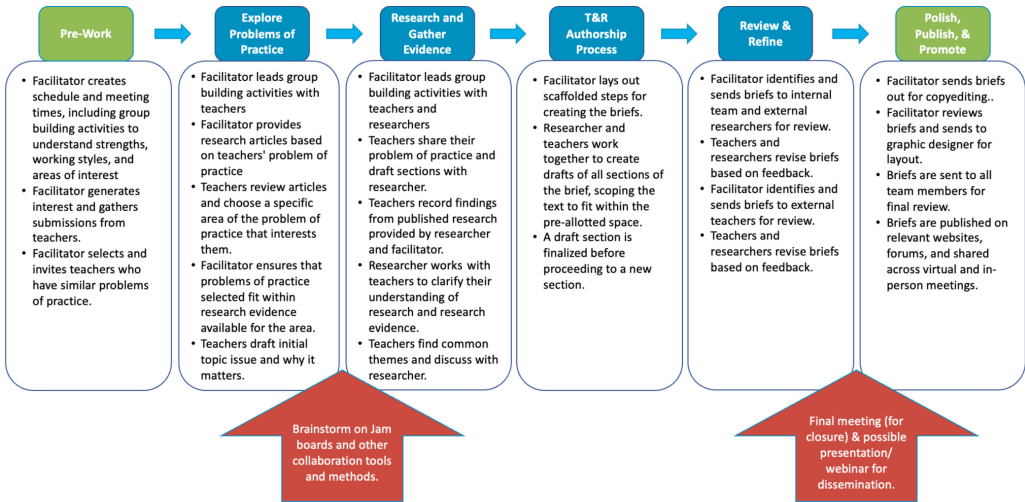 Pre-Work
Explore
Problems of
Practice
Research and
Gather
Evidence
T&R
Authorship
Process
Review &
Refine
Polish,
Publish, &
Promote
• Facilitator creates
schedule and meeting
times, including group
building activities to
understand strengths,
working styles, and
areas of interest
• Facilitator generates
interest and gathers
submissions from
teachers.
• Facilitator selects and
invites teachers who
have similar problems
of practice.
• Facilitator leads group
building activities with
teachers
• Facilitator provides
research articles based
on teachers' problem of
practice
• Teachers review articles
and choose a specific
area of the problem of
practice that interests
them.
• Facilitator ensures that
problems of practice
selected fit within
research evidence
available for the area.
• Teachers draft initial
topic issue and why it
matters.
• Facilitator leads group
building activities with
teachers and
researchers
• Teachers share their
problem of practice and
draft sections with
researcher.
• Teachers record findings
from published research
provided by researcher
and facilitator.
• Researcher works with
teachers to clarify their
understanding of
research and research
evidence.
• Teachers find common
themes and discuss with
researcher.
• Facilitator lays out
scaffolded steps for
creating the briefs.
• Researcher and
teachers work
together to create
drafts of all sections of
the brief, scoping the
text to fit within the
pre-allotted space.
• A draft section is
finalized before
proceeding to a new
section.
• Facilitator identifies and
sends briefs to internal
team and external
researchers for review.
• Teachers and
researchers revise briefs
based on feedback.
• Facilitator identifies and
sends briefs to external
teachers for review.
• Teachers and
researchers revise briefs
based on feedback.
• Facilitator sends briefs
out for copyediting..
• Facilitator reviews
briefs and sends to
graphic designer for
layout.
• Briefs are sent to all
team members for
final review.
• Briefs are published on
relevant websites,
forums, and shared
across virtual and in-
person meetings.
Brainstorm on Jam
boards and other
collaboration tools
and methods.
Final meeting (for
closure) & possible
presentation/
webinar for
dissemination.